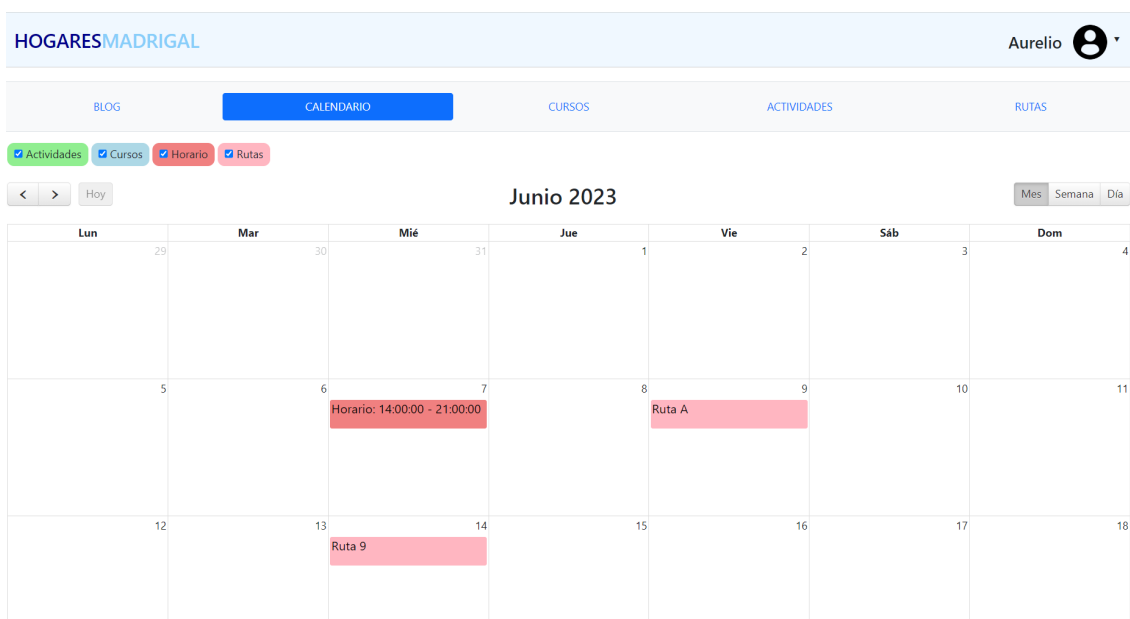 HOGARESMADRIGAL
Aurelio
BLOG CALENDARIO CURSOS ACTIVIDADES RUTAS
Actividades Cursos Horario Rutas
Hoy Junio 2023 Mes Semana Día
Lun Mar Mié Jue Vie Sáb Dom
29 30 31 1 2 3 4
5 6 7 8 9 10 11
Horario: 14:00:00 - 21:00:00 Ruta A
12 13 14 15 16 17 18
Ruta 9